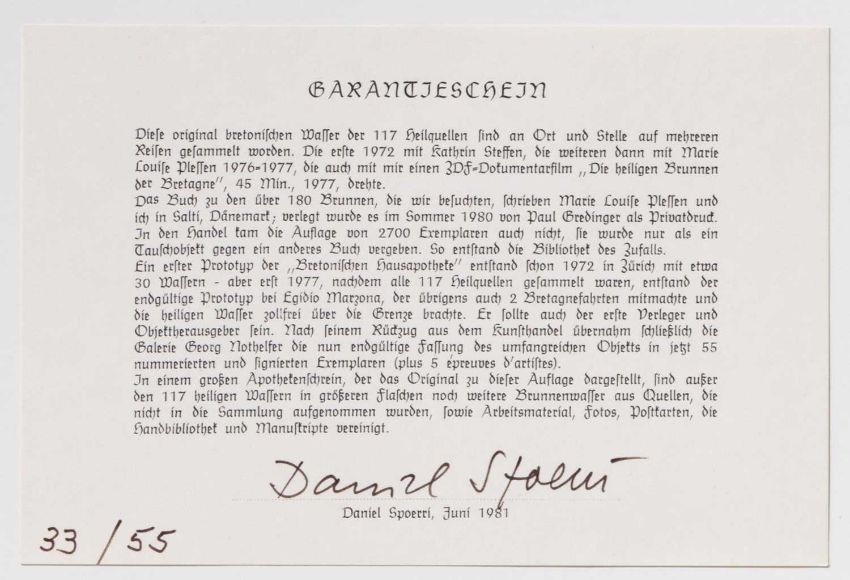 GARANTIESCHEIN
Dieſe original bretoniſchen Waſſer der 117 Heilquellen ſind an Ort und Stelle auf mehreren
Reiſen geſammelt worden. Die erſte 1972 mit Kathrin Steffen, die weiteren dann mit Marie
Louiſe Pleſſen 1976-1977, die auch mit mir einen ZDF-Dokumentarfilm „Die heiligen Brunnen
der Bretagne", 45 Min., 1977, drehte.
Das Buch zu den über 180 Brunnen, die wir beſuchten, ſchrieben Marie Louiſe Pleſſen und
ich in Salti, Dänemark; verlegt wurde es im Sommer 1980 von Paul Gredinger als Privatdruck.
In den Handel kam die Auflage von 2700 Exemplaren auch nicht, ſie wurde nur als ein
Tauſchobjekt gegen ein anderes Buch vergeben. So entſtand die Bibliothek des Zufalls.
Ein erſter Prototyp der „Bretoniſchen Hausapotheke" entſtand ſchon 1972 in Zürich mit etwa
30 Waſſern - aber erſt 1977, nachdem alle 117 Heilquellen geſammelt waren, entſtand der
endgültige Prototyp bei Egidio Marzona, der übrigens auch 2 Bretagnefahrten mitmachte und
die heiligen Waſſer zollfrei über die Grenze brachte. Er ſollte auch der erſte Verleger und
Objektherausgeber ſein. Nach ſeinem Rückzug aus dem Kunſthandel übernahm ſchließlich die
Galerie Georg Nothelfer die nun endgültige Faſſung des umfangreichen Objekts in jetzt 55
nummerierten und ſignierten Exemplaren (plus 5 épreuves d'artiſtes).
In einem großen Apothekenſchrein, der das Original zu dieſer Auflage dargeſtellt, ſind außer
den 117 heiligen Waſſern in größeren Flaſchen noch weitere Brunnenwaſſer aus Quellen, die
nicht in die Sammlung aufgenommen wurden, ſowie Arbeitsmaterial, Fotos, Poſtkarten, die
Handbibliothek und Manuſkripte vereinigt.
Daniel Spoerri
Daniel Spoerri, Juni 1981
33 / 55